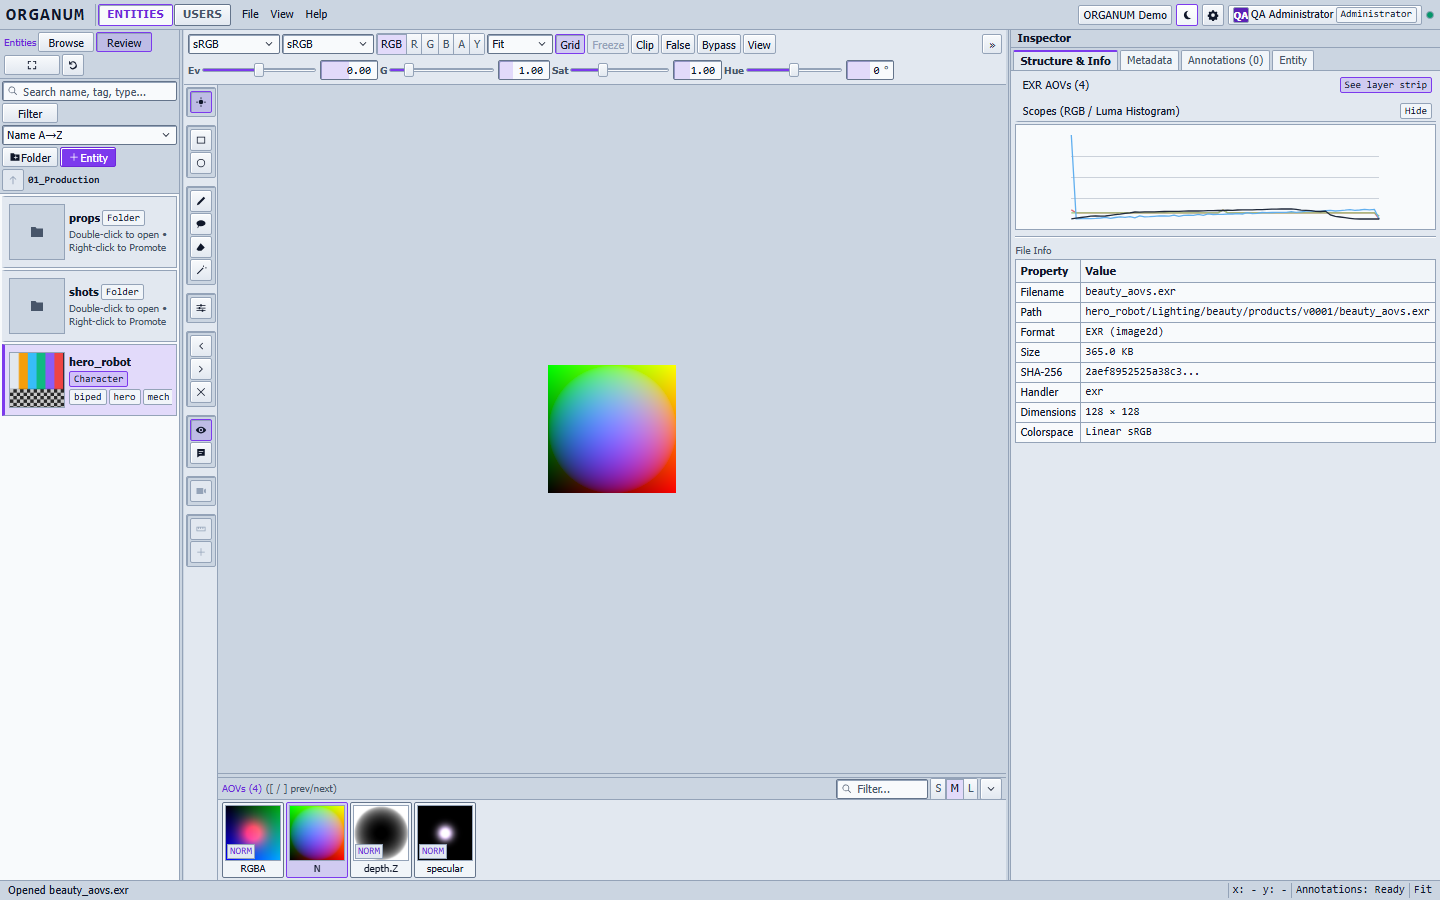 ORGANUM ENTITIES USERS File View Help ORGANUM Demo QA QA Administrator Administrator
Entities Browse Review
Search name, tag, type...
Filter
Name A→Z
Folder + Entity
↑ 01_Production
props Folder
Double-click to open •
Right-click to Promote
shots Folder
Double-click to open •
Right-click to Promote
hero_robot
Character
biped hero mech
sRGB sRGB RGB R G B A Y Fit Grid Freeze Clip False Bypass View »
Ev 0.00 G 1.00 Sat 1.00 Hue 0 °
AOVs (4) ([ / ] prev/next) Filter... S M L
NORM NORM NORM
RGBA N depth.Z specular
Inspector
Structure & Info Metadata Annotations (0) Entity
EXR AOVs (4) See layer strip
Scopes (RGB / Luma Histogram) Hide
File Info
Property Value
Filename beauty_aovs.exr
Path hero_robot/Lighting/beauty/products/v0001/beauty_aovs.exr
Format EXR (image2d)
Size 365.0 KB
SHA-256 2aef8952525a38c3...
Handler exr
Dimensions 128 × 128
Colorspace Linear sRGB
Opened beauty_aovs.exr x: - y: - Annotations: Ready Fit